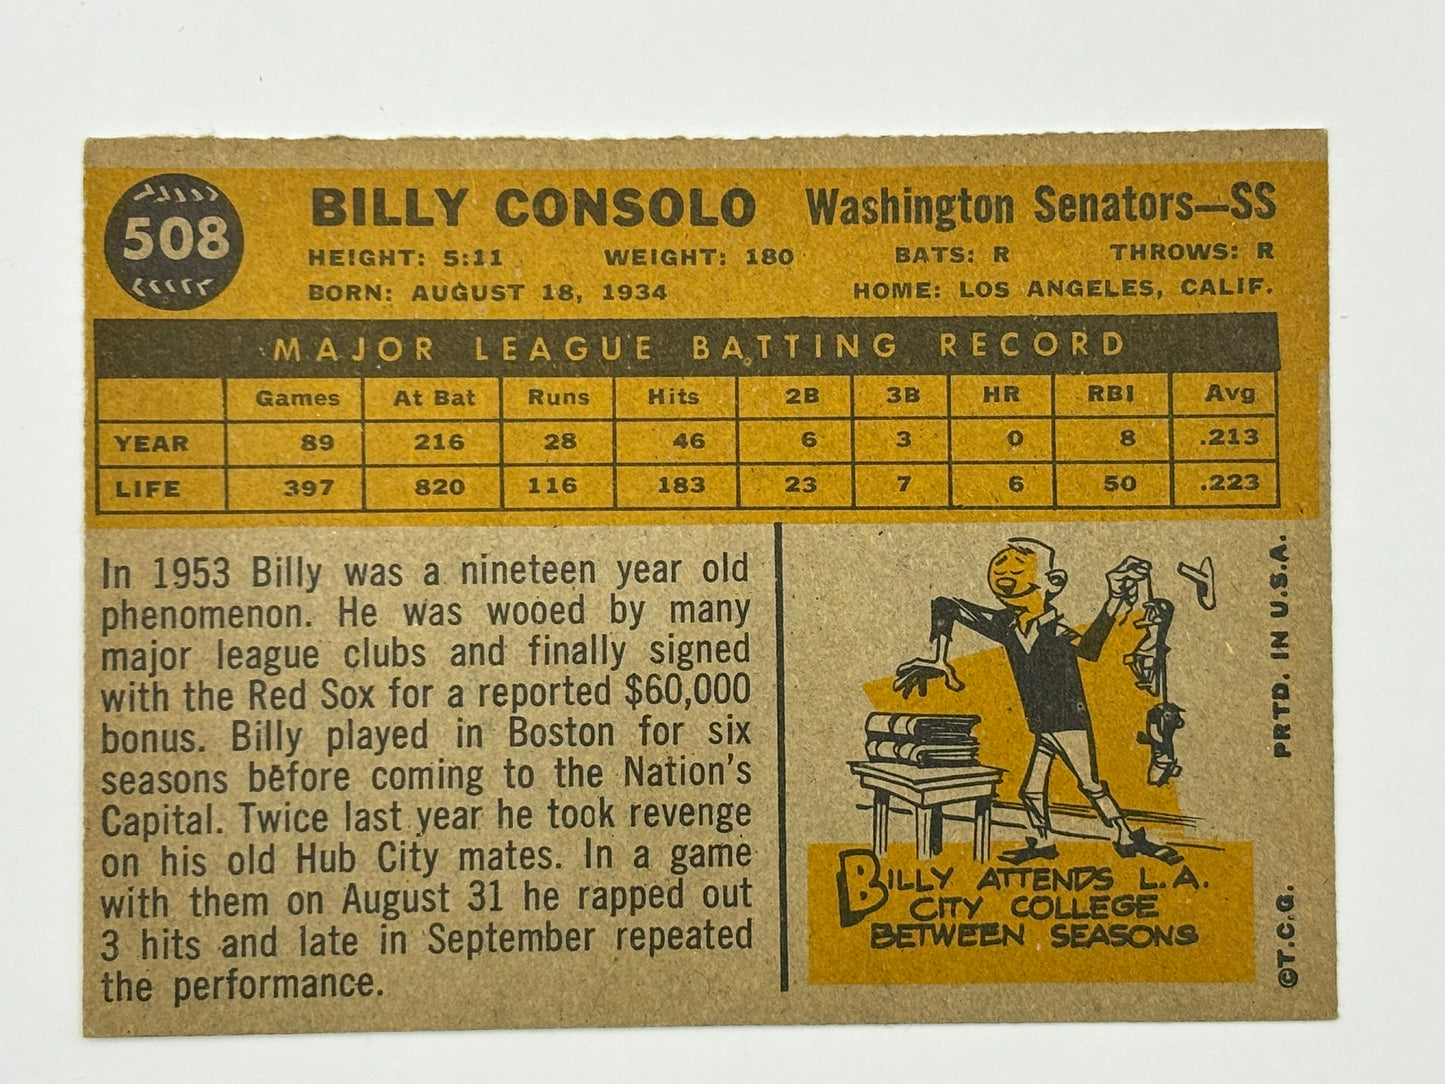 508
BILLY CONSOLO Washington Senators—SS
HEIGHT: 5:11 WEIGHT: 180 BATS: R THROWS: R
BORN: AUGUST 18, 1934 HOME: LOS ANGELES, CALIF.
MAJOR LEAGUE BATTING RECORD
Games At Bat Runs Hits 2B 3B HR RBI Avg
YEAR 89 216 28 46 6 3 0 8 .213
LIFE 397 820 116 183 23 7 6 50 .223
In 1953 Billy was a nineteen year old
phenomenon. He was wooed by many
major league clubs and finally signed
with the Red Sox for a reported $60,000
bonus. Billy played in Boston for six
seasons before coming to the Nation's
Capital. Twice last year he took revenge
on his old Hub City mates. In a game
with them on August 31 he rapped out
3 hits and late in September repeated
the performance.
BILLY ATTENDS L.A.
CITY COLLEGE
BETWEEN SEASONS
©T.C.G. PRTD. IN U.S.A.